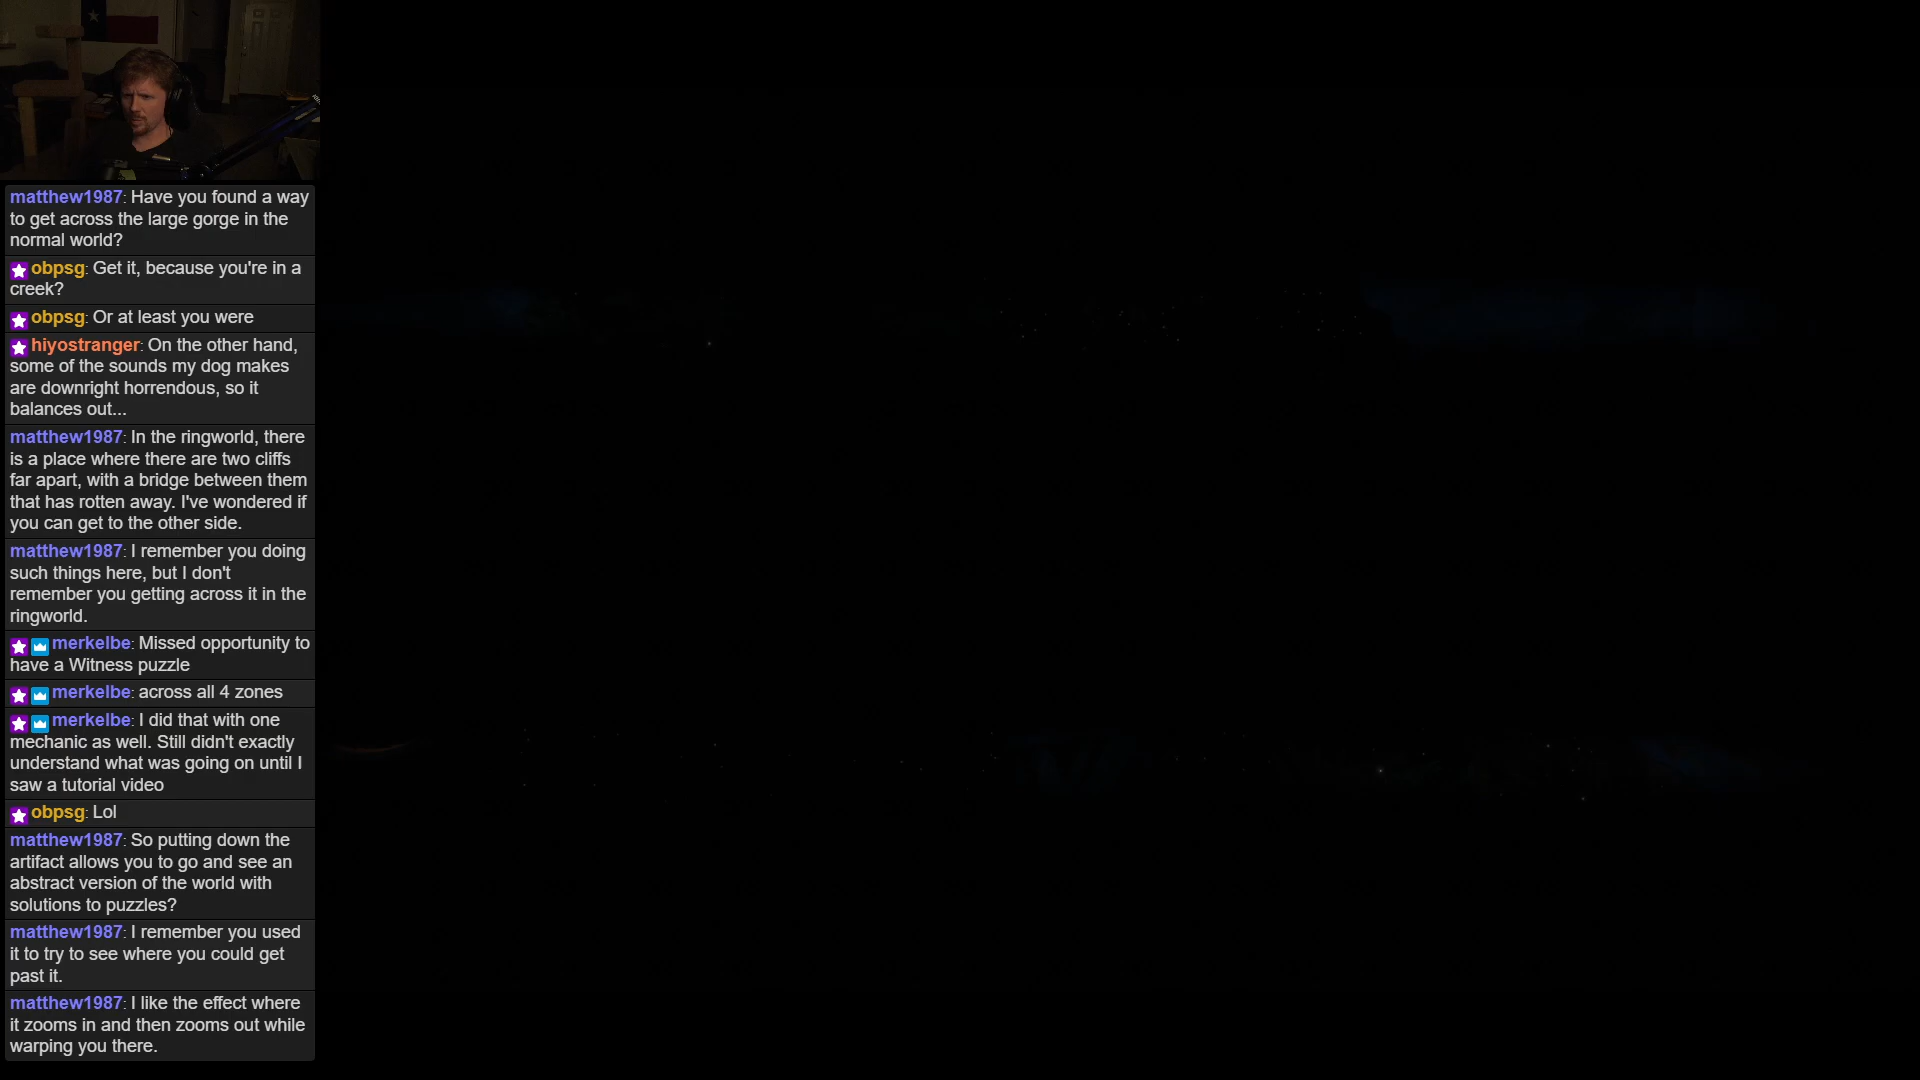 matthew1987: Have you found a way
to get across the large gorge in the
normal world?
obpsg: Get it, because you're in a
creek?
obpsg: Or at least you were
hiyostranger: On the other hand,
some of the sounds my dog makes
are downright horrendous, so it
balances out...
matthew1987: In the ringworld, there
is a place where there are two cliffs
far apart, with a bridge between them
that has rotten away. I've wondered if
you can get to the other side.
matthew1987: I remember you doing
such things here, but I don't
remember you getting across it in the
ringworld.
merkelbe: Missed opportunity to
have a Witness puzzle
merkelbe: across all 4 zones
merkelbe: I did that with one
mechanic as well. Still didn't exactly
understand what was going on until I
saw a tutorial video
obpsg: Lol
matthew1987: So putting down the
artifact allows you to go and see an
abstract version of the world with
solutions to puzzles?
matthew1987: I remember you used
it to try to see where you could get
past it.
matthew1987: I like the effect where
it zooms in and then zooms out while
warping you there.